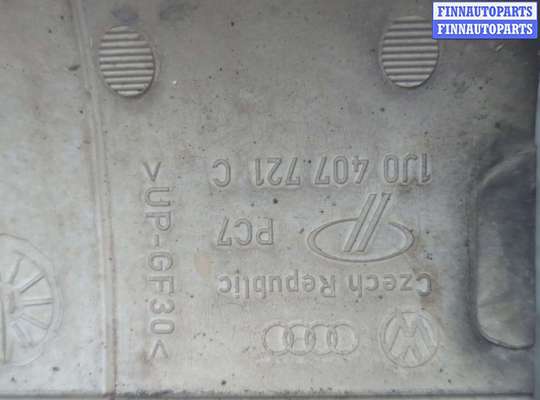 FINNAUTOPARTS
FINNAUTOPARTS
Czech Republic
PC7
1J0 407.721 C
>UP-GF30<